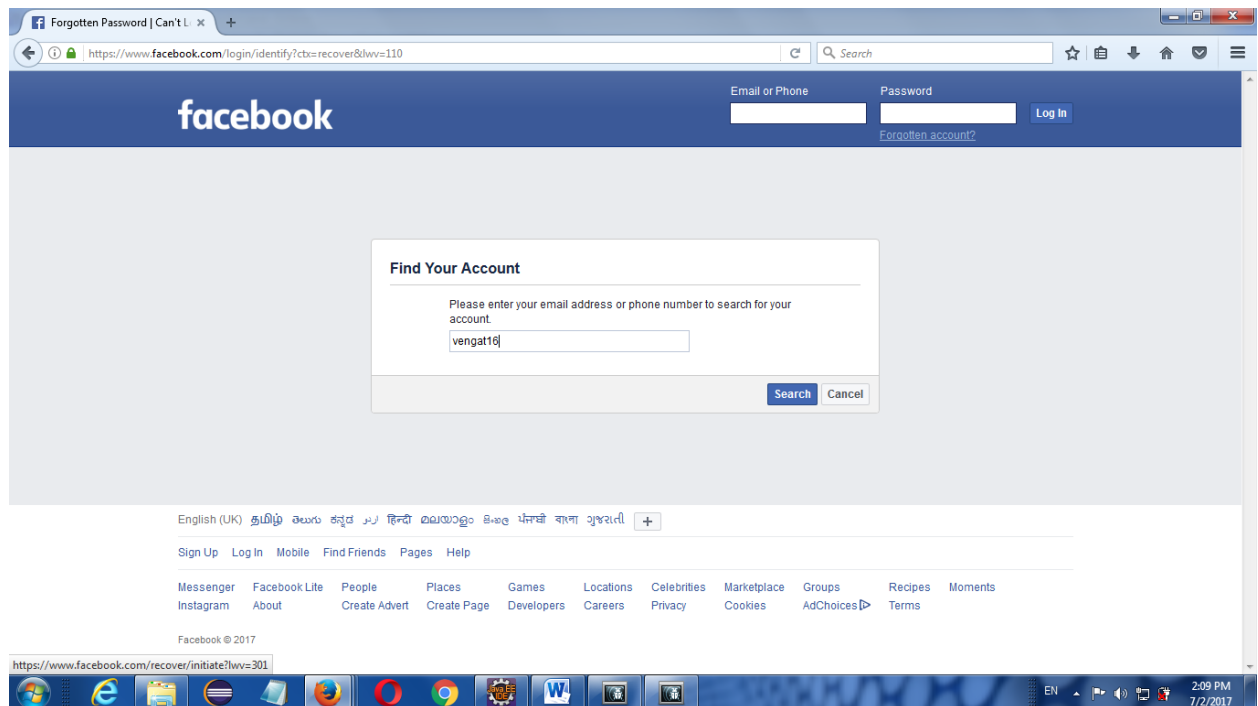 Forgotten Password | Can't L
https://www.facebook.com/login/identify?ctx=recover&lwv=110
Search
facebook
Email or Phone
Password
Log In
Forgotten account?
Find Your Account
Please enter your email address or phone number to search for your
account.
vengat16
Search Cancel
English (UK) தமிழ் తెలుగు ಕನ್ನಡ اردو हिन्दी മലയാളം සිංහල ਪੰਜਾਬੀ বাংলা ગુજરાતી +
Sign Up Log In Mobile Find Friends Pages Help
Messenger Facebook Lite People Places Games Locations Celebrities Marketplace Groups Recipes Moments
Instagram About Create Advert Create Page Developers Careers Privacy Cookies AdChoices Terms
Facebook © 2017
https://www.facebook.com/recover/initiate?lwv=301
Java EE
IDE
W
EN
2:09 PM
7/2/2017